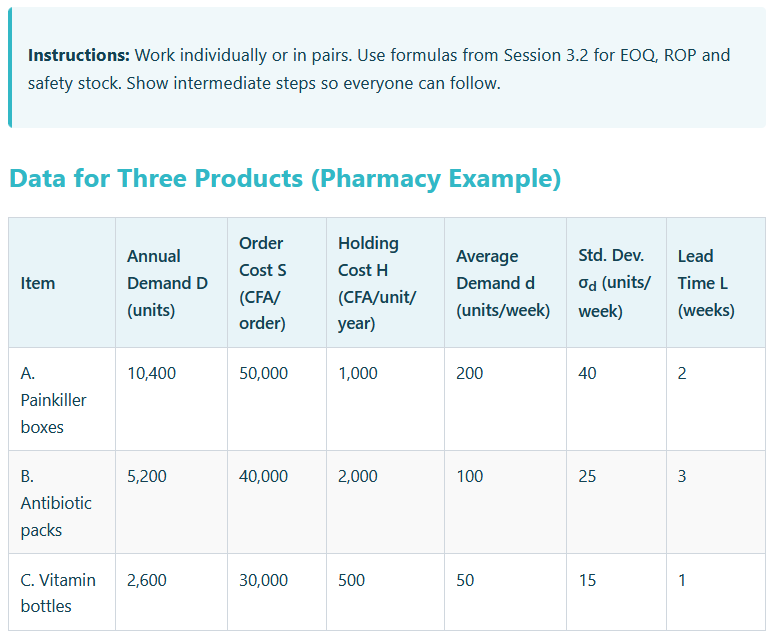 Instructions: Work individually or in pairs. Use formulas from Session 3.2 for EOQ, ROP and
safety stock. Show intermediate steps so everyone can follow.
Data for Three Products (Pharmacy Example)
Item
Annual
Demand D
(units)
Order
Cost S
(CFA/
order)
Holding
Cost H
(CFA/unit/
year)
Average
Demand d
(units/week)
Std. Dev.
σd (units/
week)
Lead
Time L
(weeks)
A.
Painkiller
boxes
10,400
50,000
1,000
200
40
2
B.
Antibiotic
packs
5,200
40,000
2,000
100
25
3
C. Vitamin
bottles
2,600
30,000
500
50
15
1